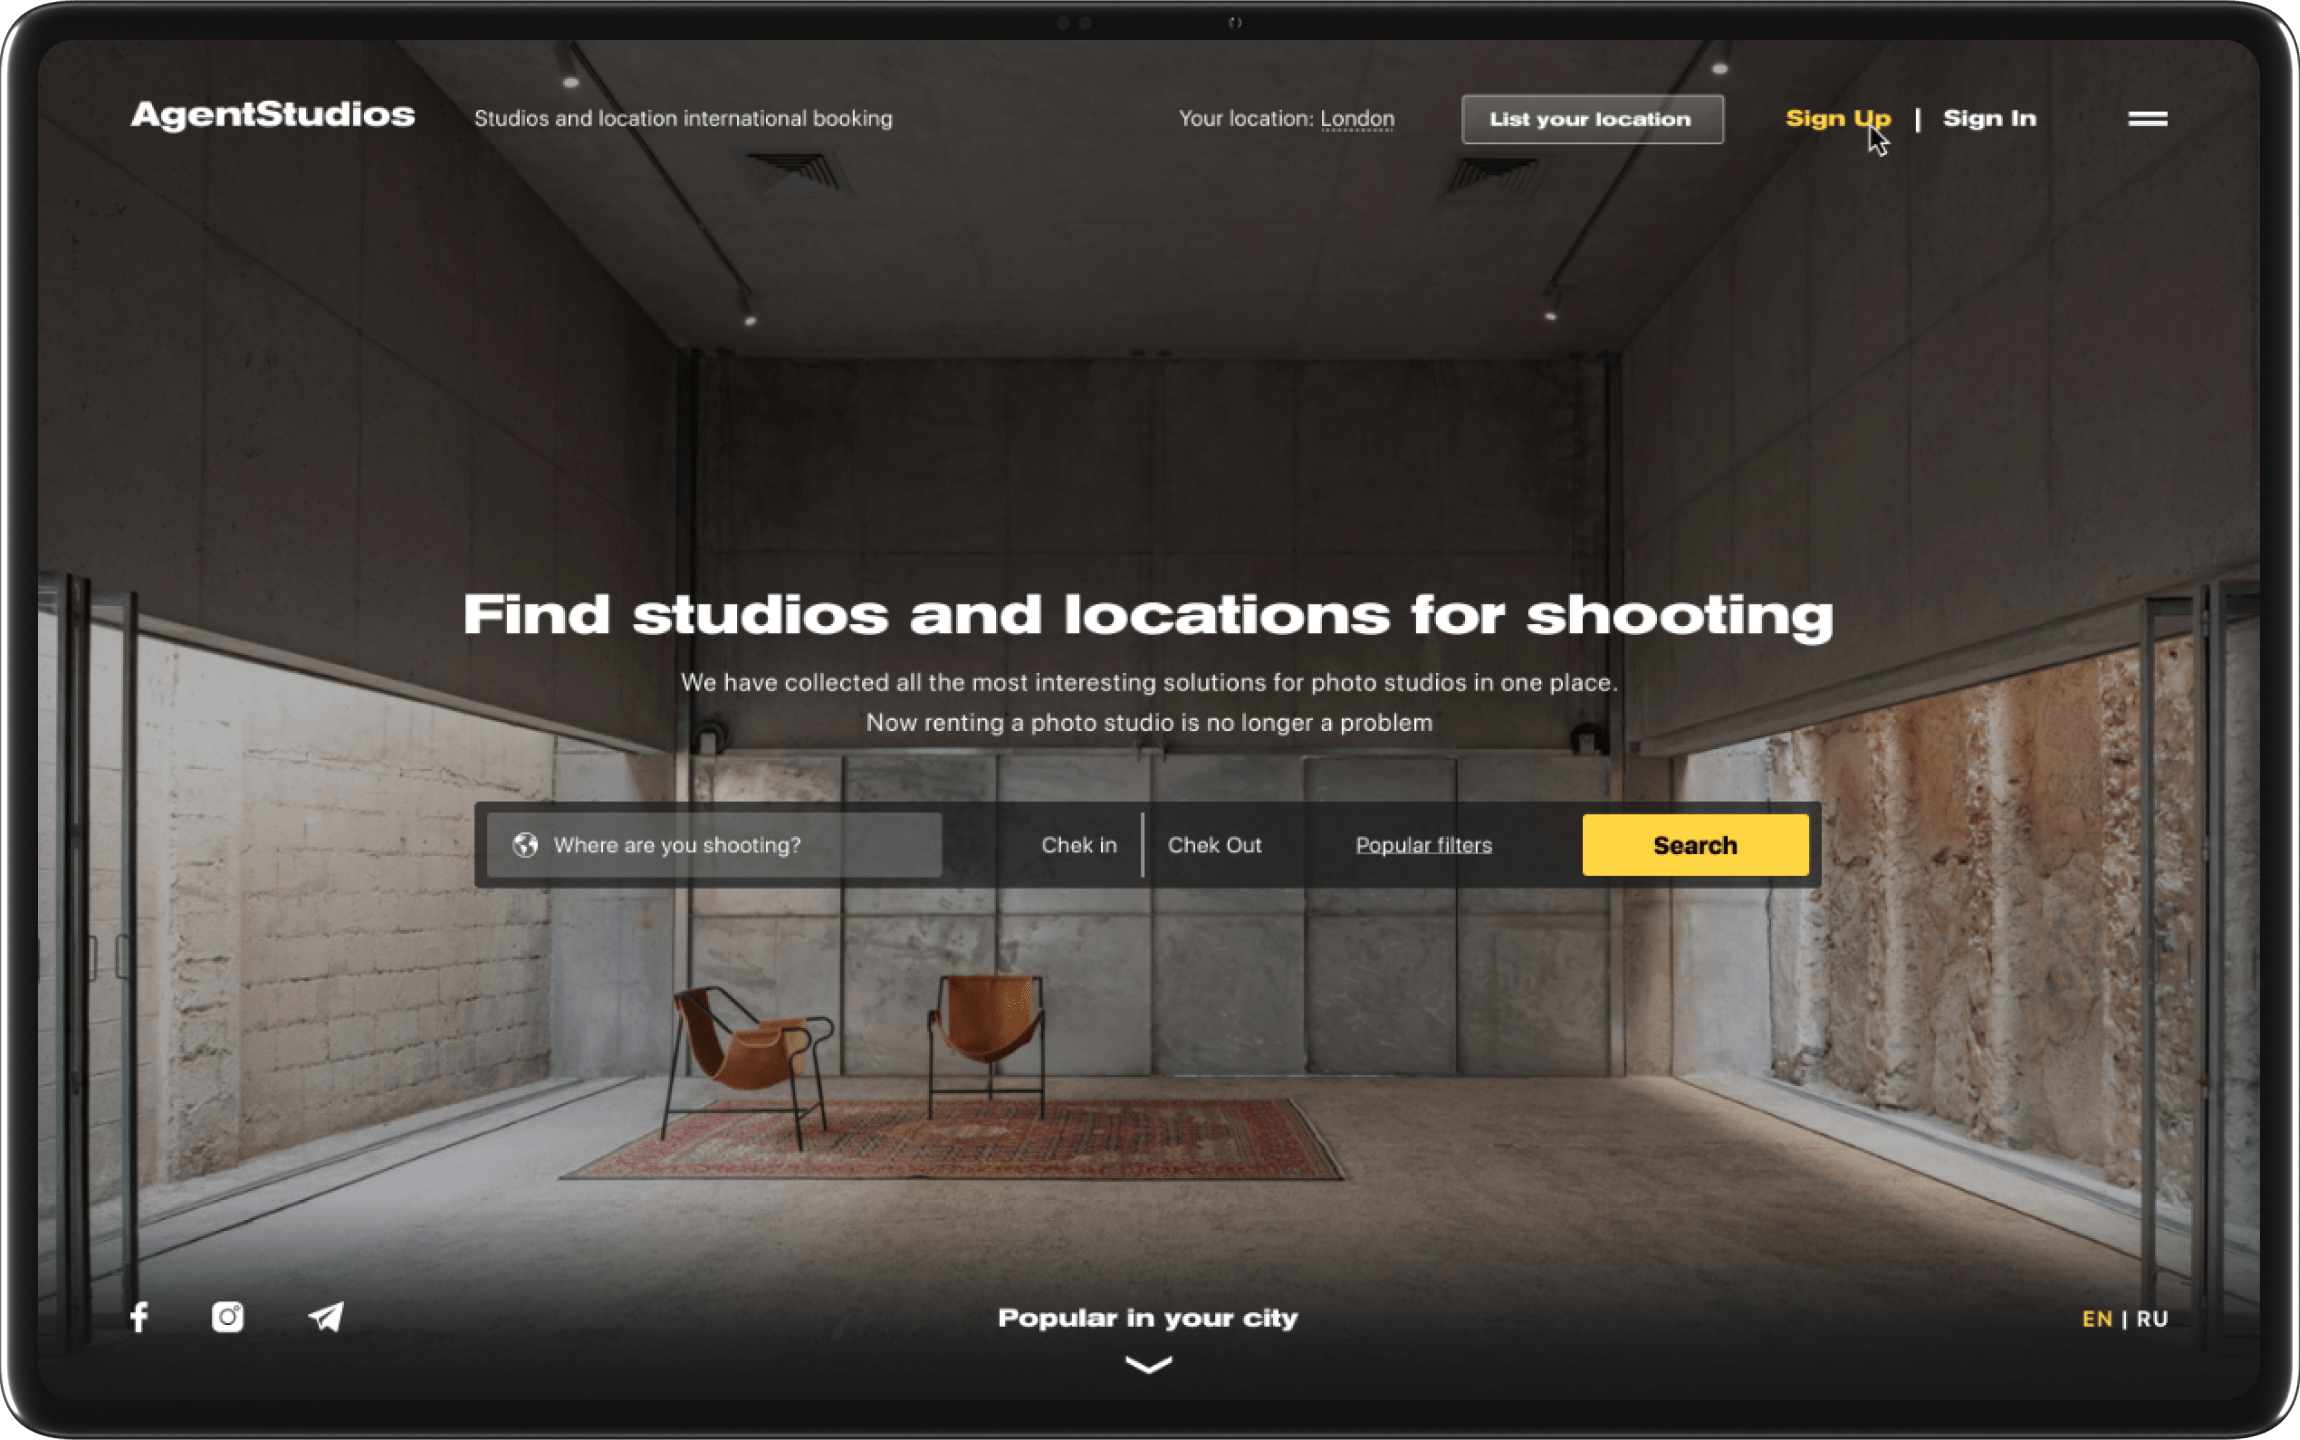 AgentStudios
Studios and location international booking
Your location: London
List your location
Sign Up | Sign In
Find studios and locations for shooting
We have collected all the most interesting solutions for photo studios in one place.
Now renting a photo studio is no longer a problem
Where are you shooting?
Chek in
Chek Out
Popular filters
Search
Popular in your city
EN | RU